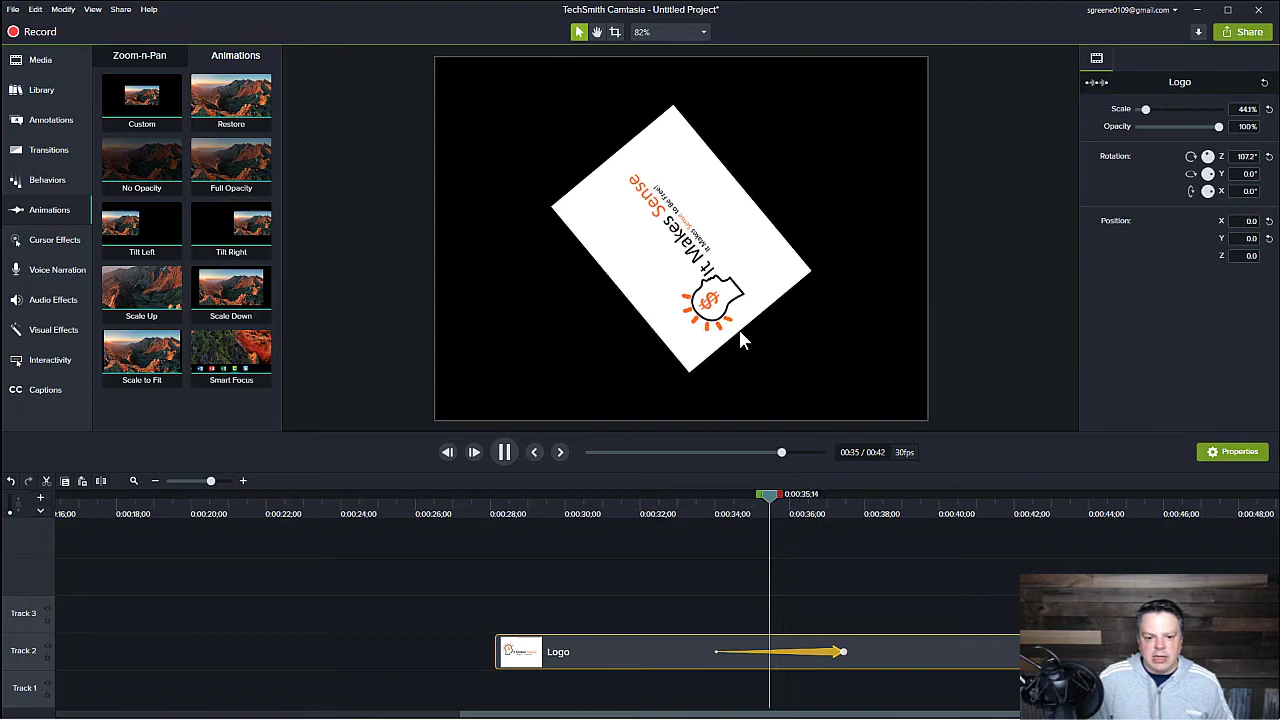 File Edit Modify View Share Help
TechSmith Camtasia - Untitled Project*
sgreene0109@gmail.com
Record
82%
Share
Media
Library
Annotations
Transitions
Behaviors
Animations
Cursor Effects
Voice Narration
Audio Effects
Visual Effects
Interactivity
CC Captions
Zoom-n-Pan Animations
Custom Restore
No Opacity Full Opacity
Tilt Left Tilt Right
Scale Up Scale Down
Scale to Fit Smart Focus
It Makes Sense
It Makes Sense to Be Free!
$
Logo
Scale 44.1%
Opacity 100%
Rotation: Z 107.2°
Y 0.0°
X 0.0°
Position: X 0.0
Y 0.0
Z 0.0
00:35 / 00:42 30fps
Properties
0:00:35;14
:16;00 0:00:18;00 0:00:20;00 0:00:22;00 0:00:24;00 0:00:26;00 0:00:28;00 0:00:30;00 0:00:32;00 0:00:34;00 0:00:36;00 0:00:38;00 0:00:40;00 0:00:42;00 0:00:44;00 0:00:46;00 0:00:48;00
Track 3
Track 2
Logo
Track 1